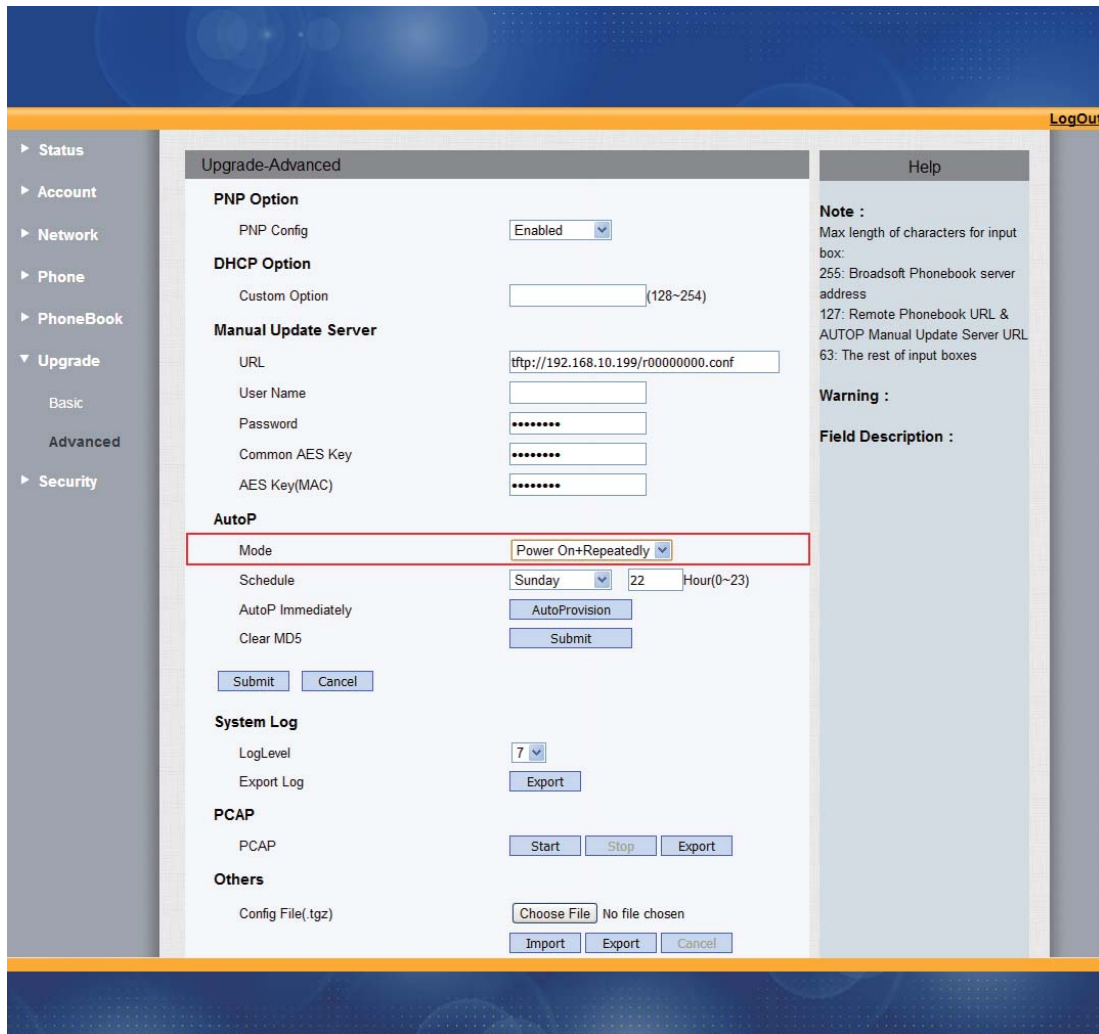 LogOut
Status
Account
Network
Phone
PhoneBook
Upgrade
Basic
Advanced
Security
Upgrade-Advanced
PNP Option
PNP Config Enabled
DHCP Option
Custom Option (128~254)
Manual Update Server
URL tftp://192.168.10.199/r00000000.conf
User Name
Password ••••••••
Common AES Key ••••••••
AES Key(MAC) ••••••••
AutoP
Mode Power On+Repeatedly
Schedule Sunday 22 Hour(0~23)
AutoP Immediately AutoProvision
Clear MD5 Submit
Submit Cancel
System Log
LogLevel 7
Export Log Export
PCAP
PCAP Start Stop Export
Others
Config File(.tgz) Choose File No file chosen
Import Export Cancel
Help
Note :
Max length of characters for input
box:
255: Broadsoft Phonebook server
address
127: Remote Phonebook URL &
AUTOP Manual Update Server URL
63: The rest of input boxes
Warning :
Field Description :